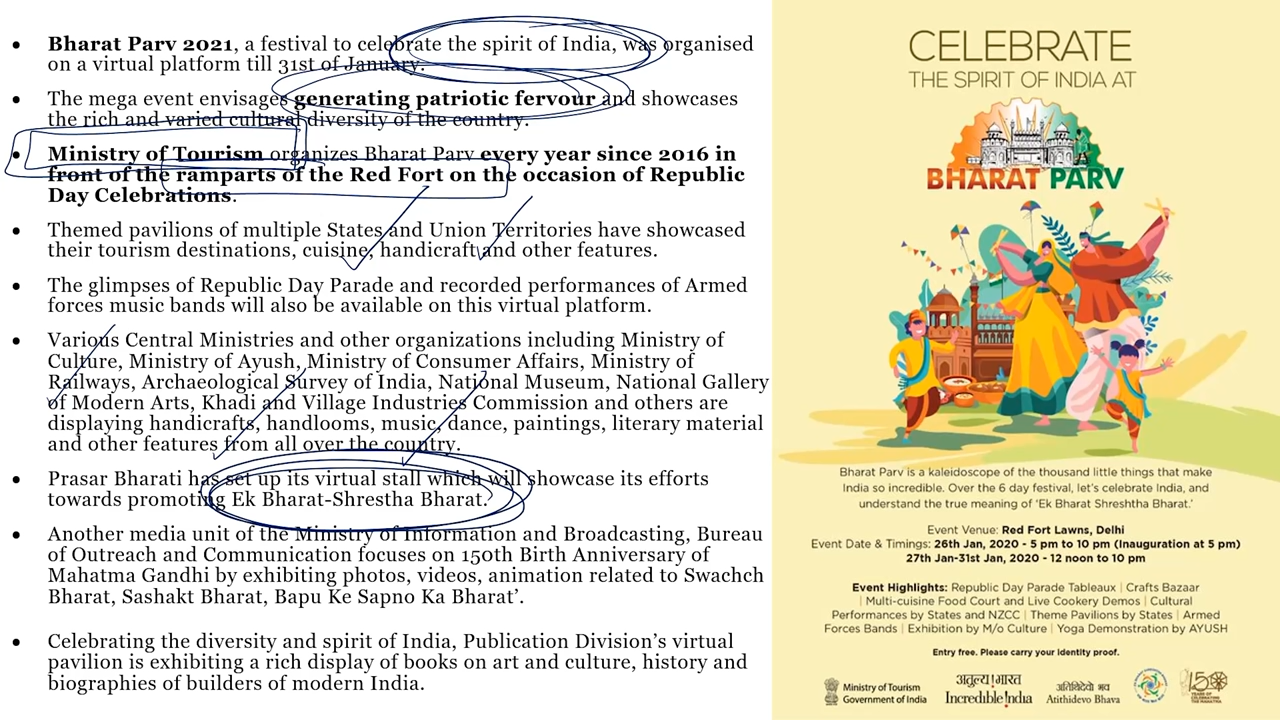 • Bharat Parv 2021, a festival to celebrate the spirit of India, was organised
on a virtual platform till 31st of January.
• The mega event envisages generating patriotic fervour and showcases
the rich and varied cultural diversity of the country.
• Ministry of Tourism organizes Bharat Parv every year since 2016 in
front of the ramparts of the Red Fort on the occasion of Republic
Day Celebrations.
• Themed pavilions of multiple States and Union Territories have showcased
their tourism destinations, cuisine, handicraft and other features.
• The glimpses of Republic Day Parade and recorded performances of Armed
forces music bands will also be available on this virtual platform.
• Various Central Ministries and other organizations including Ministry of
Culture, Ministry of Ayush, Ministry of Consumer Affairs, Ministry of
Railways, Archaeological Survey of India, National Museum, National Gallery
of Modern Arts, Khadi and Village Industries Commission and others are
displaying handicrafts, handlooms, music, dance, paintings, literary material
and other features from all over the country.
• Prasar Bharati has set up its virtual stall which will showcase its efforts
towards promoting Ek Bharat-Shrestha Bharat.
• Another media unit of the Ministry of Information and Broadcasting, Bureau
of Outreach and Communication focuses on 150th Birth Anniversary of
Mahatma Gandhi by exhibiting photos, videos, animation related to Swachch
Bharat, Sashakt Bharat, Bapu Ke Sapno Ka Bharat’.
• Celebrating the diversity and spirit of India, Publication Division’s virtual
pavilion is exhibiting a rich display of books on art and culture, history and
biographies of builders of modern India.
CELEBRATE
THE SPIRIT OF INDIA AT
BHARAT PARV
Bharat Parv is a kaleidoscope of the thousand little things that make
India so incredible. Over the 6 day festival, let's celebrate India, and
understand the true meaning of 'Ek Bharat Shreshtha Bharat.'
Event Venue: Red Fort Lawns, Delhi
Event Date & Timings: 26th Jan, 2020 - 5 pm to 10 pm (Inauguration at 5 pm)
27th Jan-31st Jan, 2020 - 12 noon to 10 pm
Event Highlights: Republic Day Parade Tableaux | Crafts Bazaar
| Multi-cuisine Food Court and Live Cookery Demos | Cultural
Performances by States and NZCC | Theme Pavilions by States | Armed
Forces Bands | Exhibition by M/o Culture | Yoga Demonstration by AYUSH
Entry free. Please carry your identity proof.
Ministry of Tourism
Government of India
अतुल्य!भारत
Incredible!ndia
अतिथिदेवो भव
Atithidevo Bhava
150